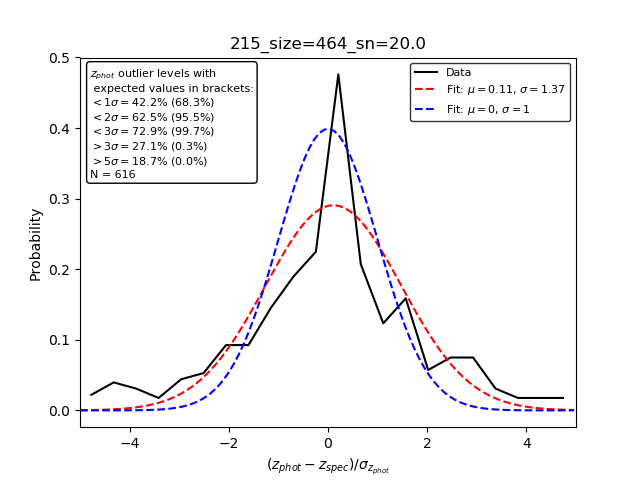 215_size=464_sn=20.0
z_phot outlier levels with
expected values in brackets:
<1σ=42.2% (68.3%)
<2σ=62.5% (95.5%)
<3σ=72.9% (99.7%)
>3σ=27.1% (0.3%)
>5σ=18.7% (0.0%)
N = 616
Data
Fit: μ=0.11, σ=1.37
Fit: μ=0, σ=1
Probability
0.5
0.4
0.3
0.2
0.1
0.0
−4 −2 0 2 4
(z_phot − z_spec)/σ_z_phot